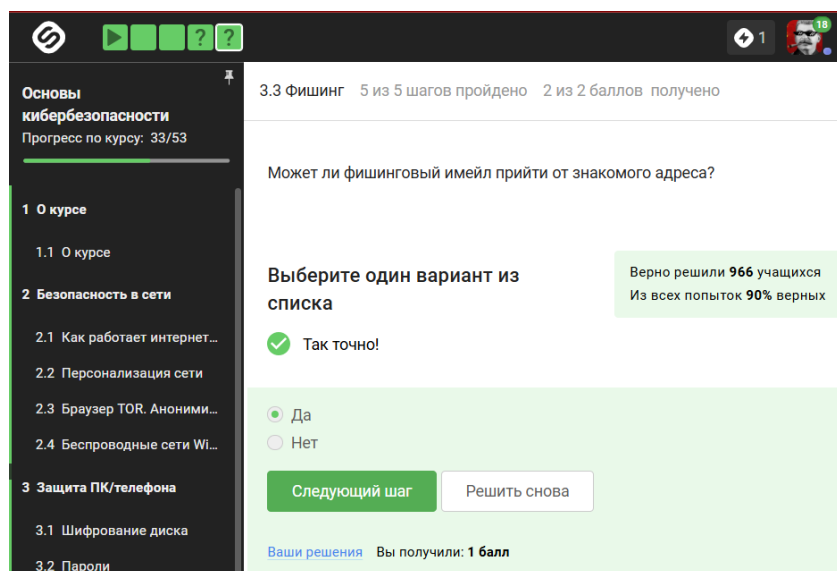 ? ?
1
18
Основы
кибербезопасности
Прогресс по курсу: 33/53
1 О курсе
1.1 О курсе
2 Безопасность в сети
2.1 Как работает интернет...
2.2 Персонализация сети
2.3 Браузер TOR. Аноними...
2.4 Беспроводные сети Wi...
3 Защита ПК/телефона
3.1 Шифрование диска
3.2 Пароли
3.3 Фишинг 5 из 5 шагов пройдено 2 из 2 баллов получено
Может ли фишинговый имейл прийти от знакомого адреса?
Выберите один вариант из
списка
Верно решили 966 учащихся
Из всех попыток 90% верных
Так точно!
Да
Нет
Следующий шаг Решить снова
Ваши решения Вы получили: 1 балл